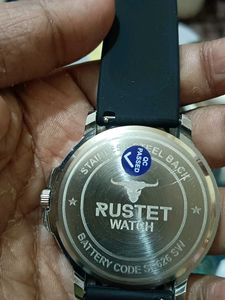 STAINLESS STEEL BACK
QC
PASSED
RUSTET
WATCH
BATTERY CODE SR626 SW